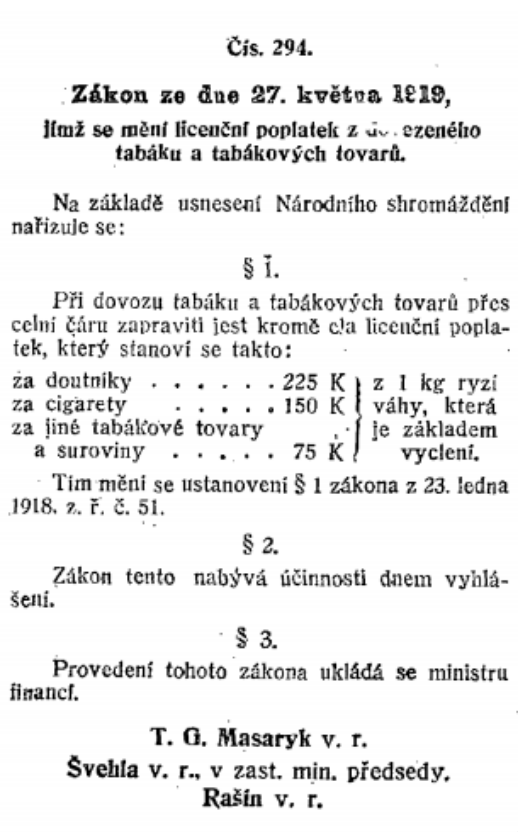 Čís. 294.
Zákon ze dne 27. května 1919,
jímž se mění licenční poplatek z
tabáku a tabákových tovarů.
Na základě usnesení Národního shromáždění
nařizuje se:
§ 1.
Při dovozu tabáku a tabákových tovarů přes
celní čáru zapraviti jest kromě cla licenční popla-
tek, který stanoví se takto:
za doutníky . . . . . . 225 K } z 1 kg ryzí
za cigarety . . . . . 150 K } váhy, která
za jiné tabákové tovary } je základem
a suroviny . . . . . 75 K } vyclení.
Tím mění se ustanovení § 1 zákona z 23. ledna
1918. z. ř. č. 51.
§ 2.
Zákon tento nabývá účinnosti dnem vyhlá-
šení.
§ 3.
Provedení tohoto zákona ukládá se ministru
financí.
T. G. Masaryk v. r.
Švehla v. r., v zast. min. předsedy.
Rašín v. r.